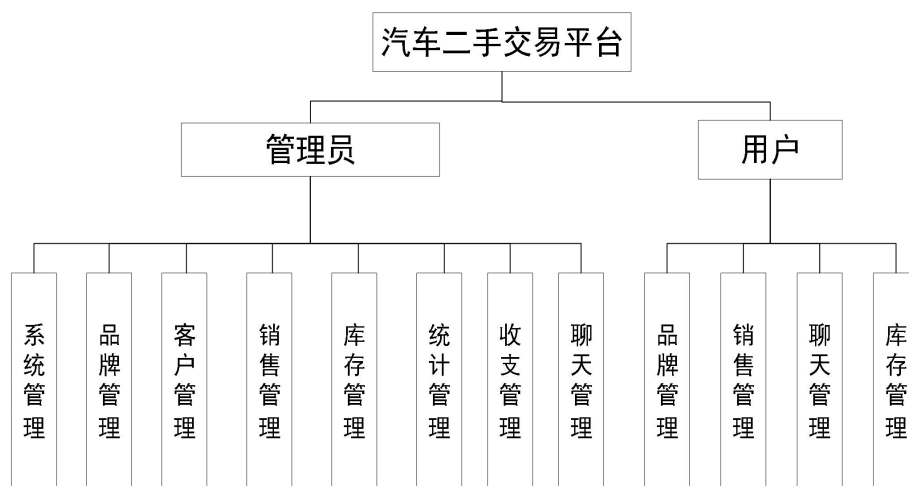 汽车二手交易平台
管理员
用户
系统管理
品牌管理
客户管理
销售管理
库存管理
统计管理
收支管理
聊天管理
品牌管理
销售管理
聊天管理
库存管理